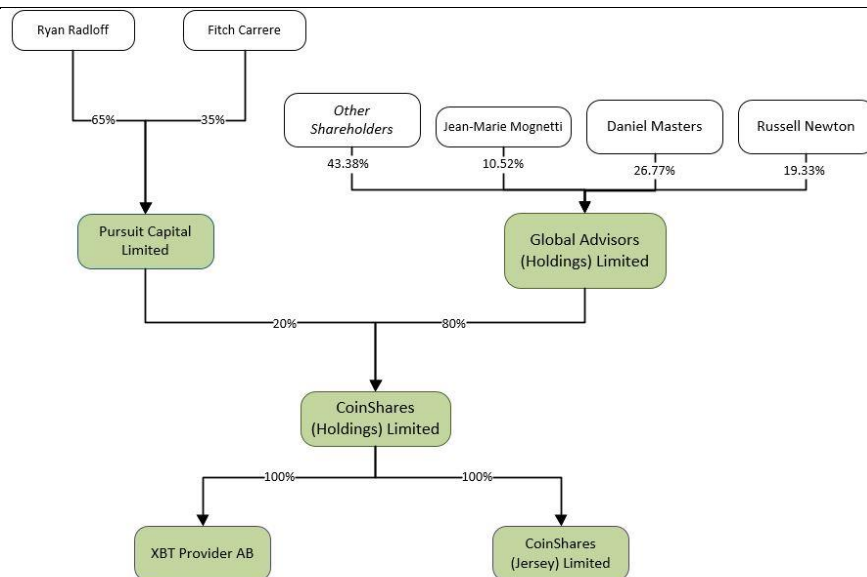 Ryan Radloff
Fitch Carrere
65%
35%
Other
Shareholders
Jean-Marie Mognetti
Daniel Masters
Russell Newton
43.38%
10.52%
26.77%
19.33%
Pursuit Capital
Limited
Global Advisors
(Holdings) Limited
20%
80%
CoinShares
(Holdings) Limited
100%
100%
XBT Provider AB
CoinShares
(Jersey) Limited